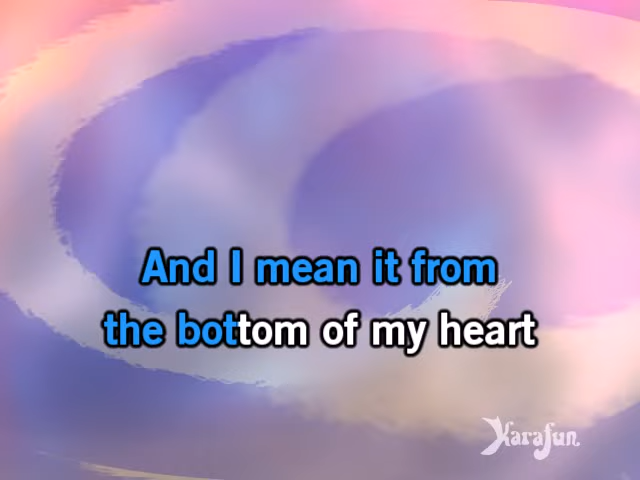 And I mean it from
the bottom of my heart
Karafun